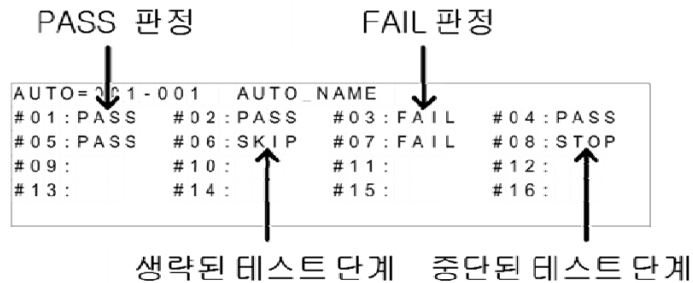 PASS 판정 FAIL 판정
AUTO=001-001 AUTO_NAME
#01:PASS #02:PASS #03:FAIL #04:PASS
#05:PASS #06:SKIP #07:FAIL #08:STOP
#09: #10: #11: #12:
#13: #14: #15: #16:
생략된 테스트 단계 중단된 테스트 단계